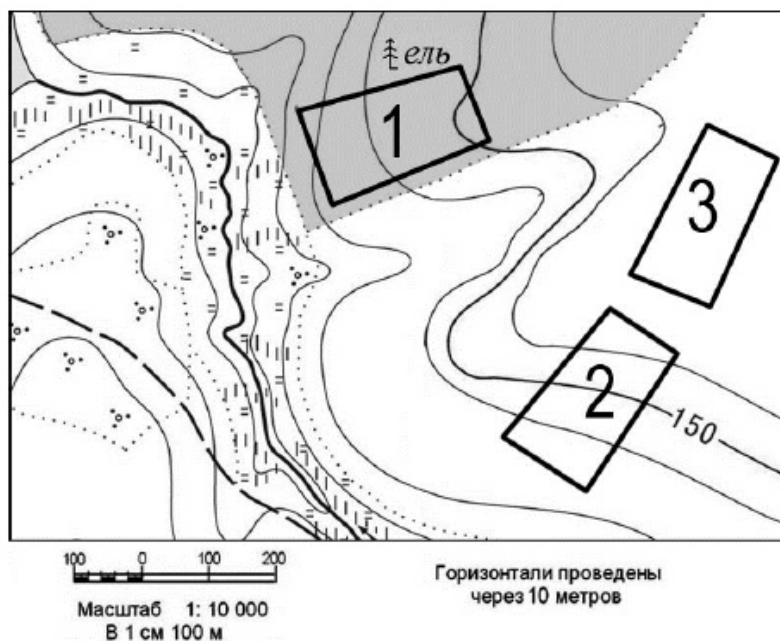 ель
1
3
2
150
100 0 100 200
Масштаб 1: 10 000
В 1 см 100 м
Горизонтали проведены
через 10 метров